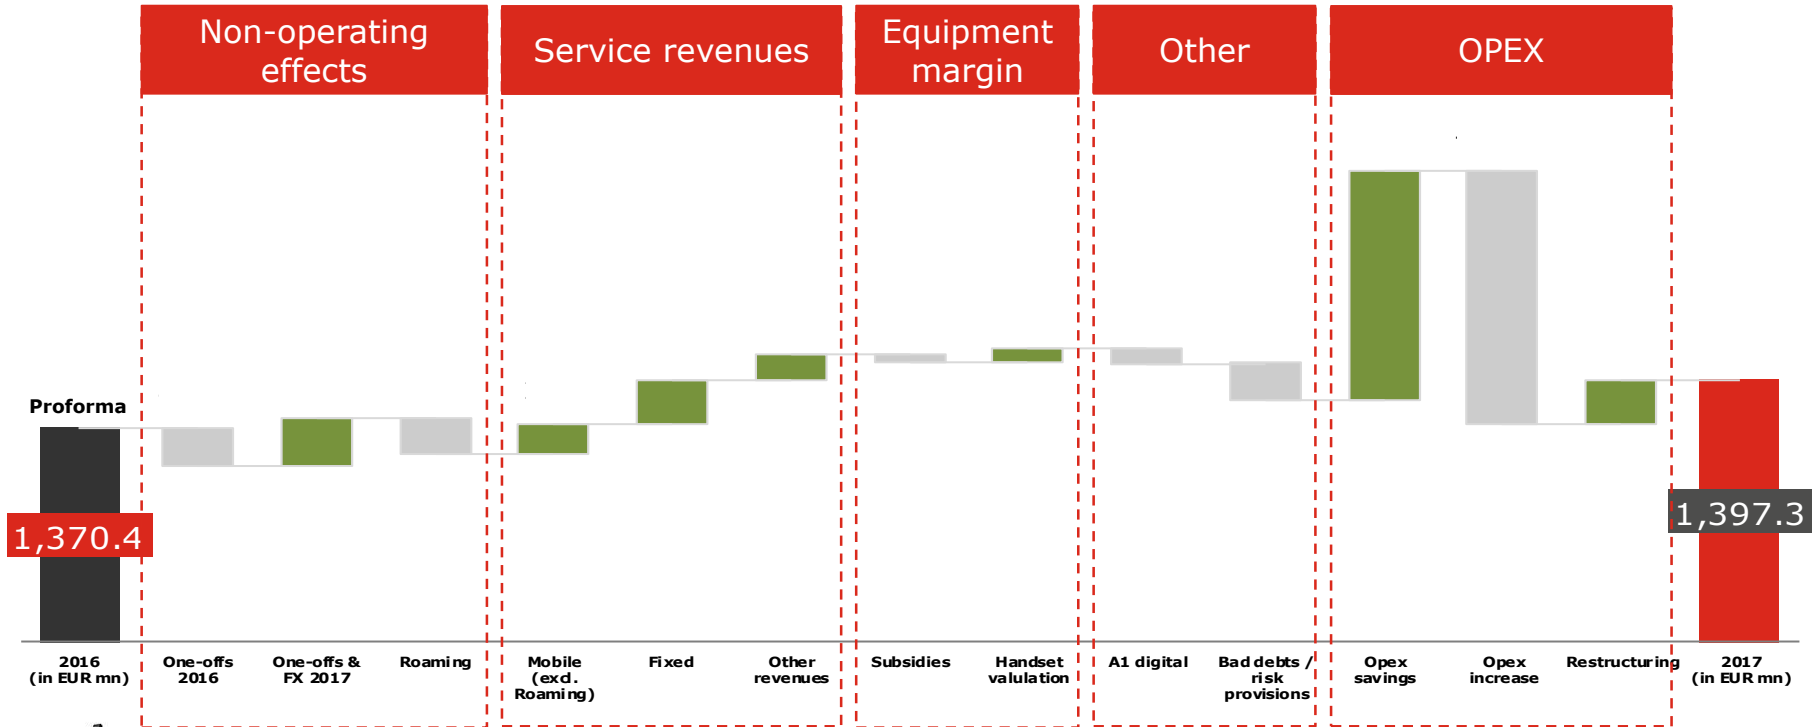 Non-operating
effects
Service revenues
Equipment
margin
Other
OPEX
Proforma
1,370.4
1,397.3
2016
(in EUR mn)
One-offs
2016
One-offs &
FX 2017
Roaming
Mobile
(excl.
Roaming)
Fixed
Other
revenues
Subsidies
Handset
valulation
A1 digital
Bad debts /
risk
provisions
Opex
savings
Opex
increase
Restructuring
2017
(in EUR mn)